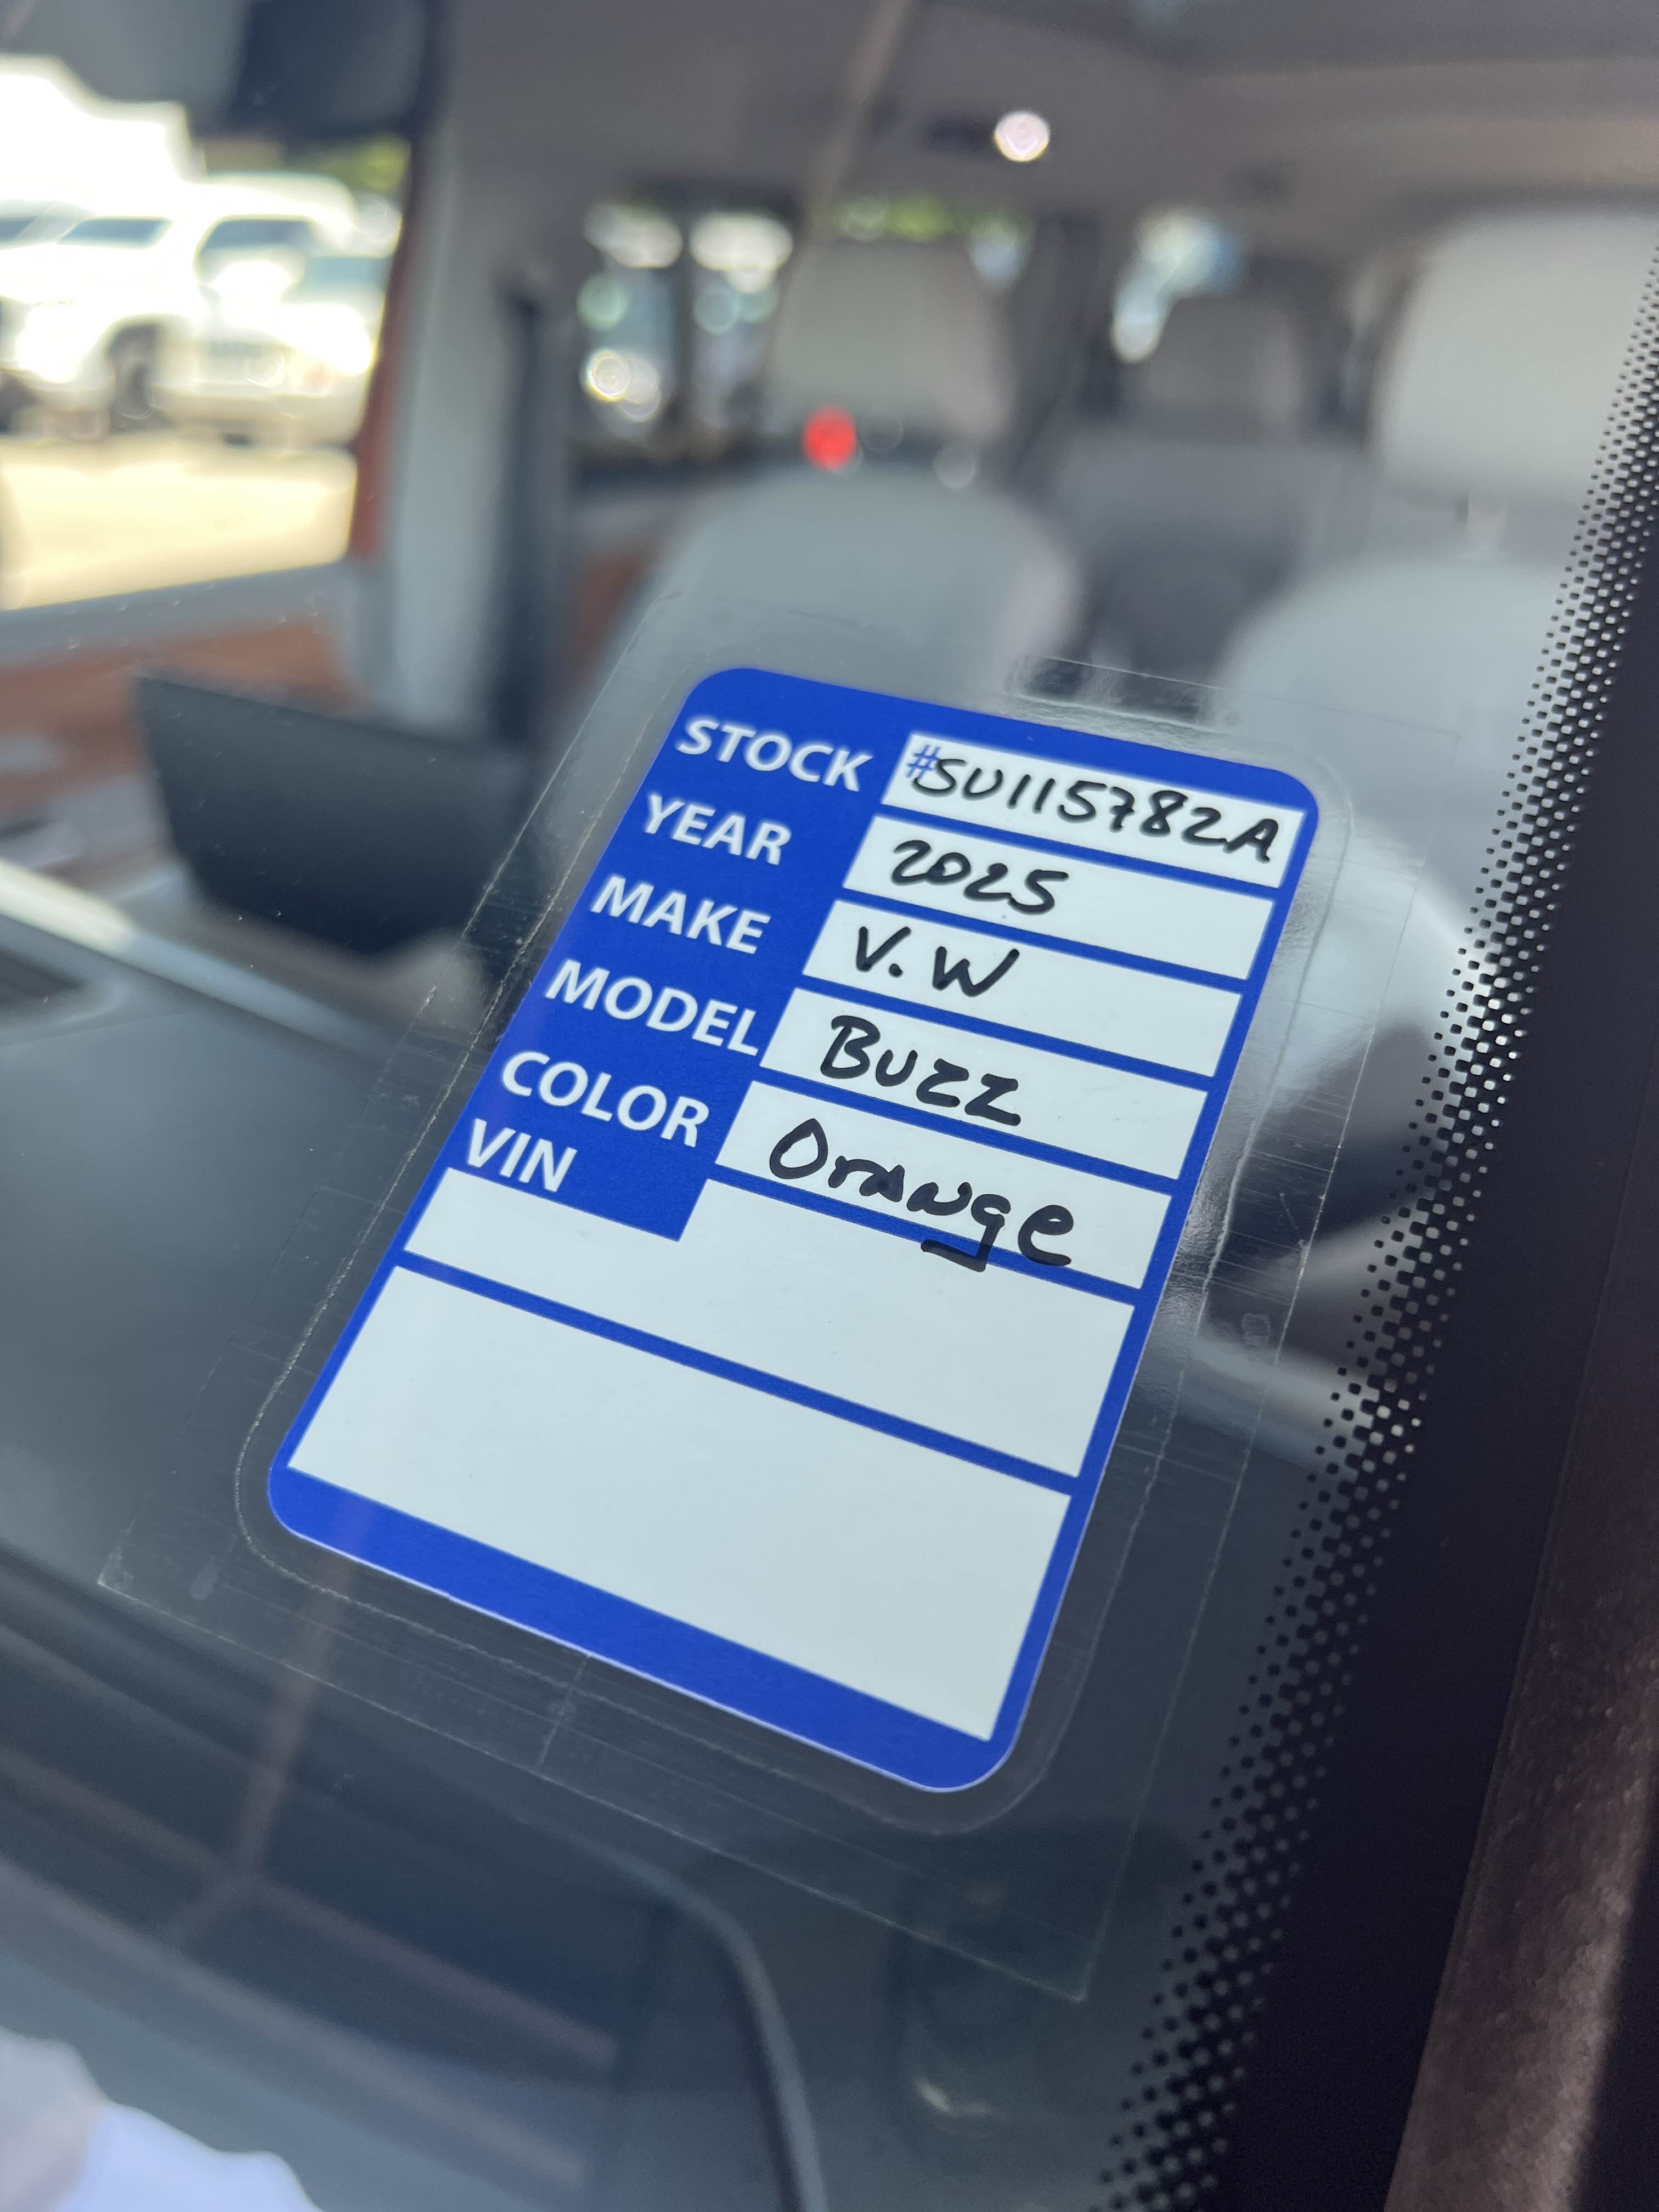 STOCK #SU115782A
YEAR 2025
MAKE V.W
MODEL BUZZ
COLOR Orange
VIN